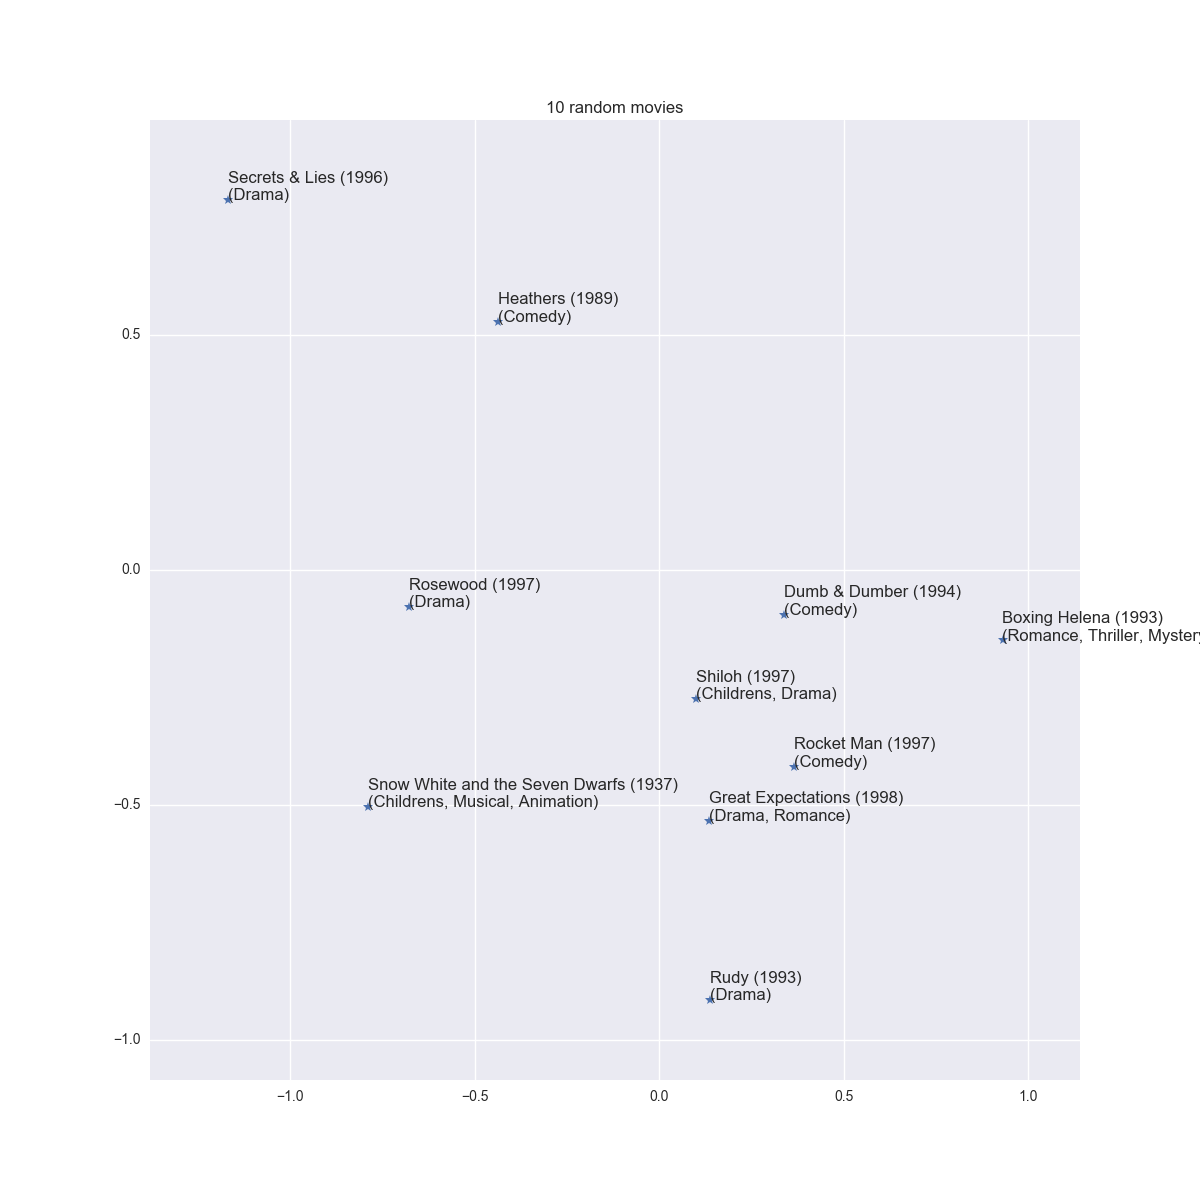 10 random movies
Secrets & Lies (1996)
(Drama)
Heathers (1989)
(Comedy)
0.5
0.0
Rosewood (1997)
(Drama)
Dumb & Dumber (1994)
(Comedy)
Boxing Helena (1993)
(Romance, Thriller, Mystery
Shiloh (1997)
(Childrens, Drama)
Rocket Man (1997)
(Comedy)
Snow White and the Seven Dwarfs (1937)
(Childrens, Musical, Animation)
Great Expectations (1998)
(Drama, Romance)
−0.5
Rudy (1993)
(Drama)
−1.0
−1.0 −0.5 0.0 0.5 1.0